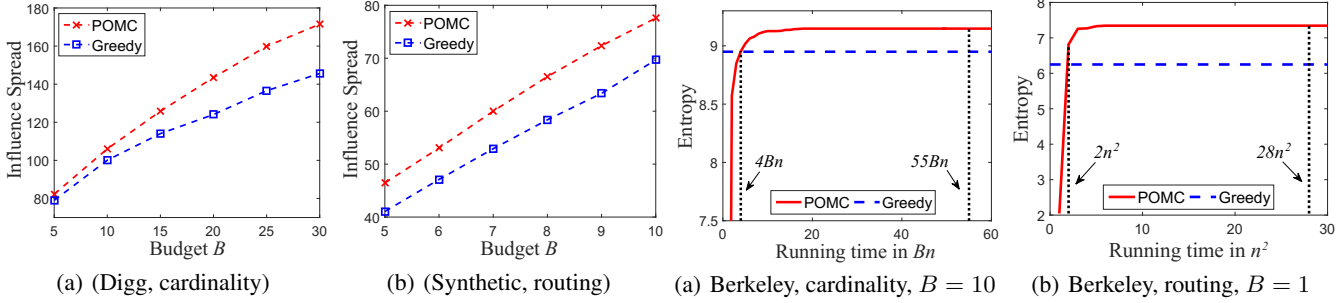 180
160
140
120
100
80
Influence Spread
POMC
Greedy
5
10
15
20
25
30
Budget B
(a) (Digg, cardinality)
80
70
60
50
40
Influence Spread
POMC
Greedy
5
6
7
8
9
10
Budget B
(b) (Synthetic, routing)
9
8.5
8
7.5
Entropy
4Bn
55Bn
POMC
Greedy
0
20
40
60
Running time in Bn
(a) Berkeley, cardinality, B = 10
8
7
6
5
4
3
2
Entropy
2n²
28n²
POMC
Greedy
0
10
20
30
Running time in n²
(b) Berkeley, routing, B = 1